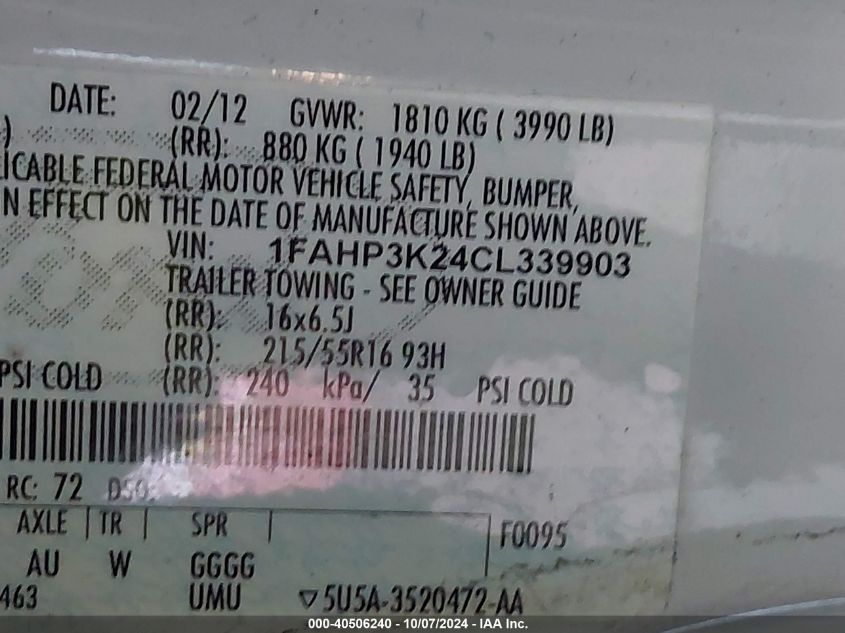 DATE: 02/12 GVWR: 1810 KG ( 3990 LB)
) (RR): 880 KG ( 1940 LB)
ICABLE FEDERAL MOTOR VEHICLE SAFETY, BUMPER,
N EFFECT ON THE DATE OF MANUFACTURE SHOWN ABOVE.
VIN: 1FAHP3K24CL339903
TRAILER TOWING - SEE OWNER GUIDE
(RR): 16x6.5J
(RR): 215/55R16 93H
PSI COLD (RR): 240 kPa/ 35 PSI COLD
RC: 72 DSO:
AXLE TR SPR F0095
AU W GGGG
463 UMU ▽5U5A-3520472-AA
000-40506240 - 10/07/2024 - IAA Inc.